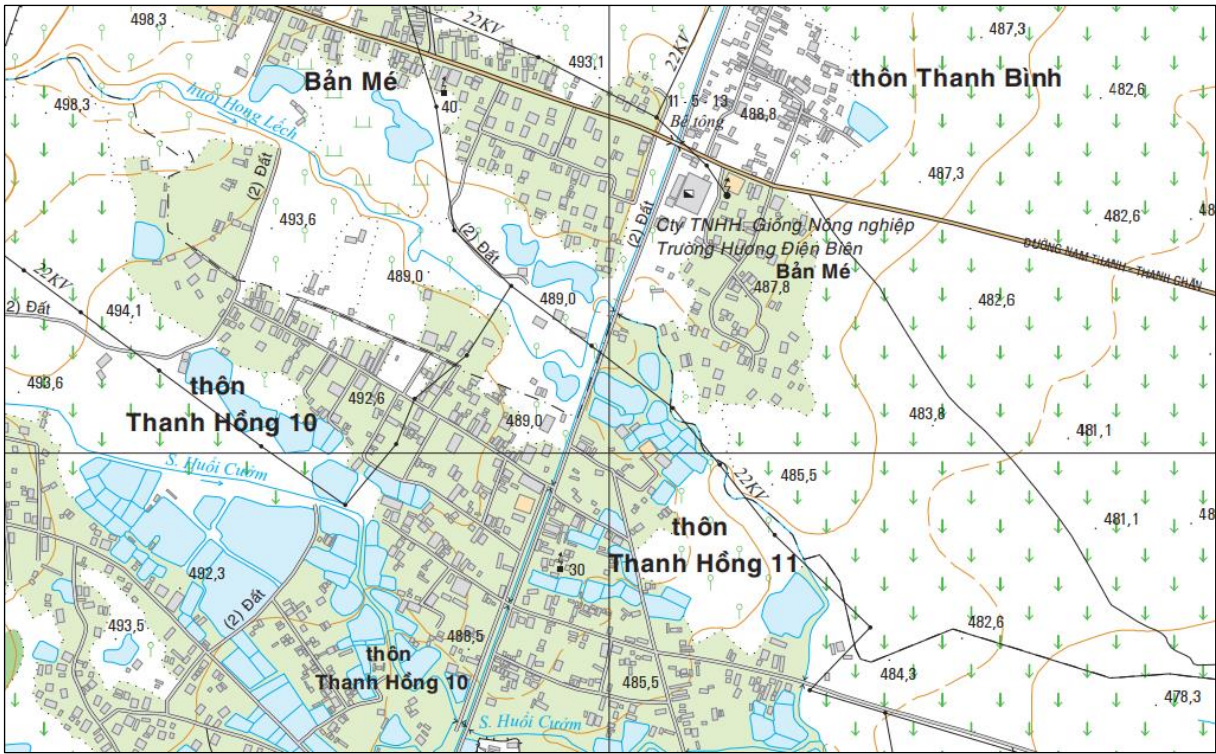 498,3
22KV
493,1
22KV
487,3
Bản Mé
thôn Thanh Bình
482,6
498,3
huổi Hong Lếch
40
11 - 5 - 13
Bê tông
488,8
(2) Đất
487,3
493,6
482,6
48
(2) Đất
(2) Đất
Cty TNHH. Giống Nông nghiệp
Trường Hương Điện Biên
ĐƯỜNG NAM THANH - THANH CHĂN
22KV
489,0
Bản Mé
487,8
489,0
482,6
2) Đất
494,1
493,6
thôn
Thanh Hồng 10
492,6
489,0
483,8
481,1
S. Huổi Cướm
22KV
485,5
thôn
Thanh Hồng 11
481,1
48
492,3
30
(2) Đất
493,5
488,5
482,6
thôn
Thanh Hồng 10
485,5
484,3
478,3
S. Huổi Cướm